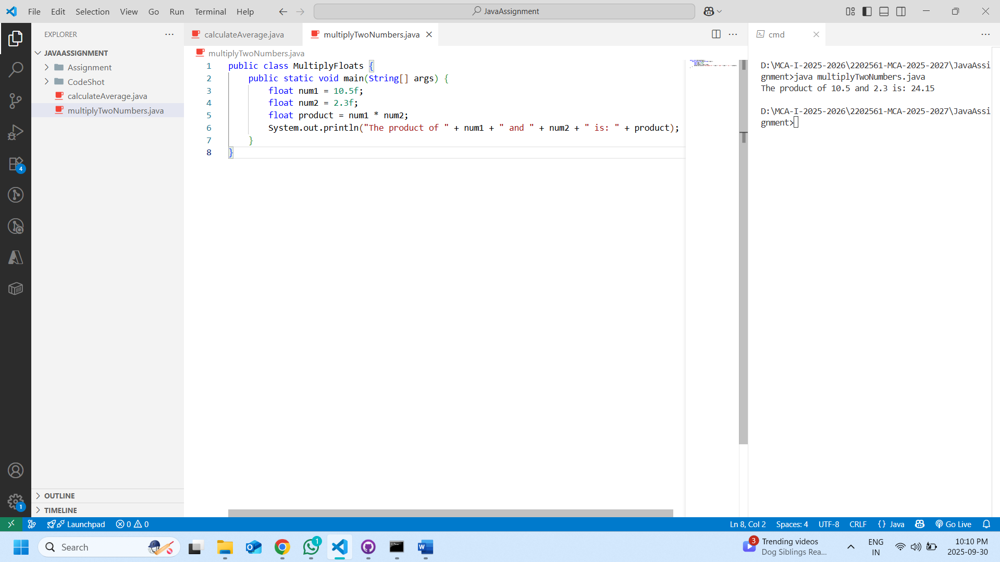 File Edit Selection View Go Run Terminal Help
JavaAssignment
EXPLORER
JAVAASSIGNMENT
Assignment
CodeShot
calculateAverage.java
multiplyTwoNumbers.java
4
1
OUTLINE
TIMELINE
calculateAverage.java
multiplyTwoNumbers.java
multiplyTwoNumbers.java
1 public class MultiplyFloats {
2 public static void main(String[] args) {
3 float num1 = 10.5f;
4 float num2 = 2.3f;
5 float product = num1 * num2;
6 System.out.println("The product of " + num1 + " and " + num2 + " is: " + product);
7 }
8 }
cmd
D:\MCA-I-2025-2026\2202561-MCA-2025-2027\JavaAssi
gnment>java multiplyTwoNumbers.java
The product of 10.5 and 2.3 is: 24.15
D:\MCA-I-2025-2026\2202561-MCA-2025-2027\JavaAssi
gnment>
Launchpad 0 0
Ln 8, Col 2 Spaces: 4 UTF-8 CRLF {} Java Go Live
Search
1
3
Trending videos
Dog Siblings Rea...
ENG
IN
10:10 PM
2025-09-30